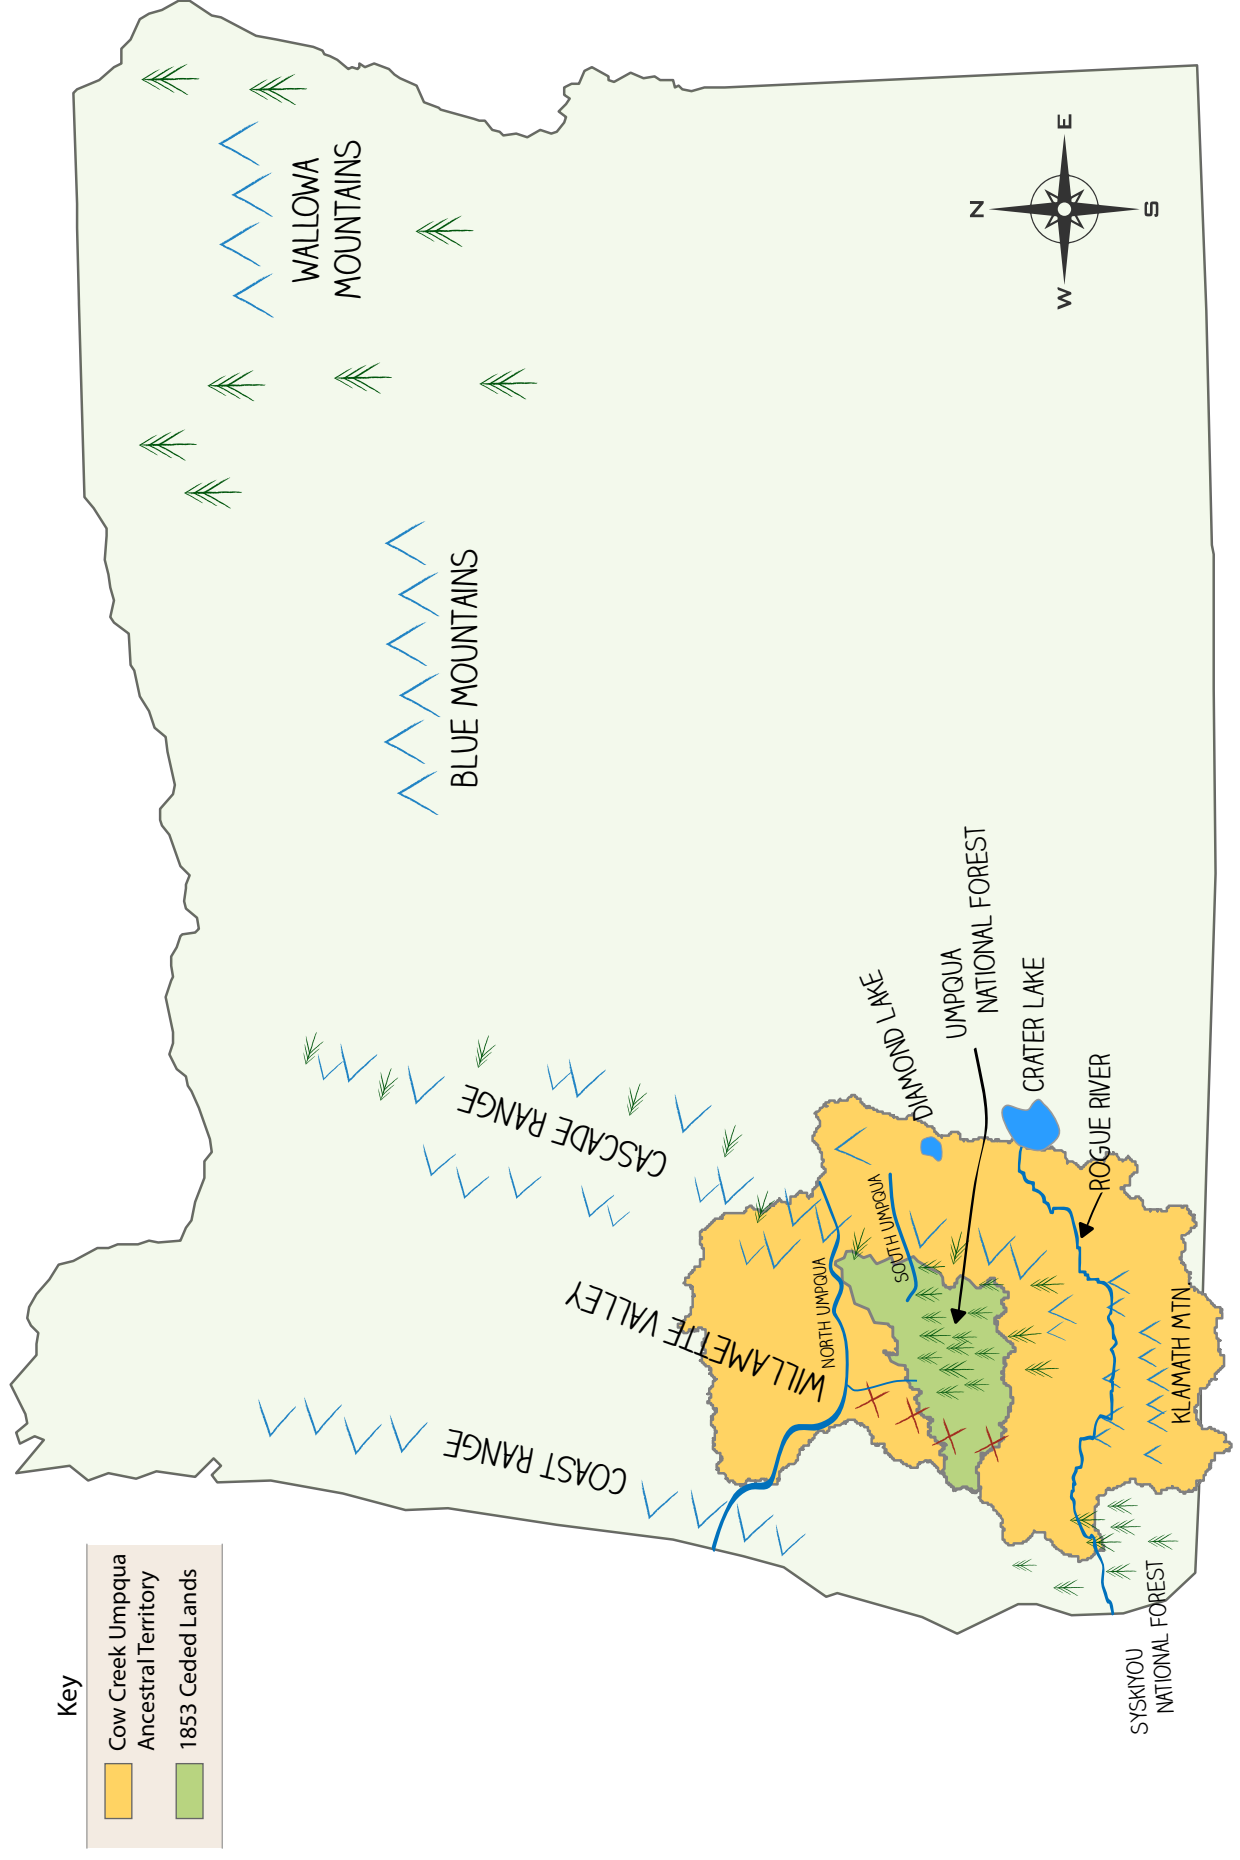 Key
Cow Creek Umpqua
Ancestral Territory
1853 Ceded Lands
COAST RANGE
WILLAMETTE VALLEY
CASCADE RANGE
BLUE MOUNTAINS
WALLOWA
MOUNTAINS
NORTH UMPQUA
SOUTH UMPQUA
DIAMOND LAKE
UMPQUA
NATIONAL FOREST
CRATER LAKE
ROGUE RIVER
KLAMATH MTN.
SYSKIYOU
NATIONAL FOREST
N
W
E
S